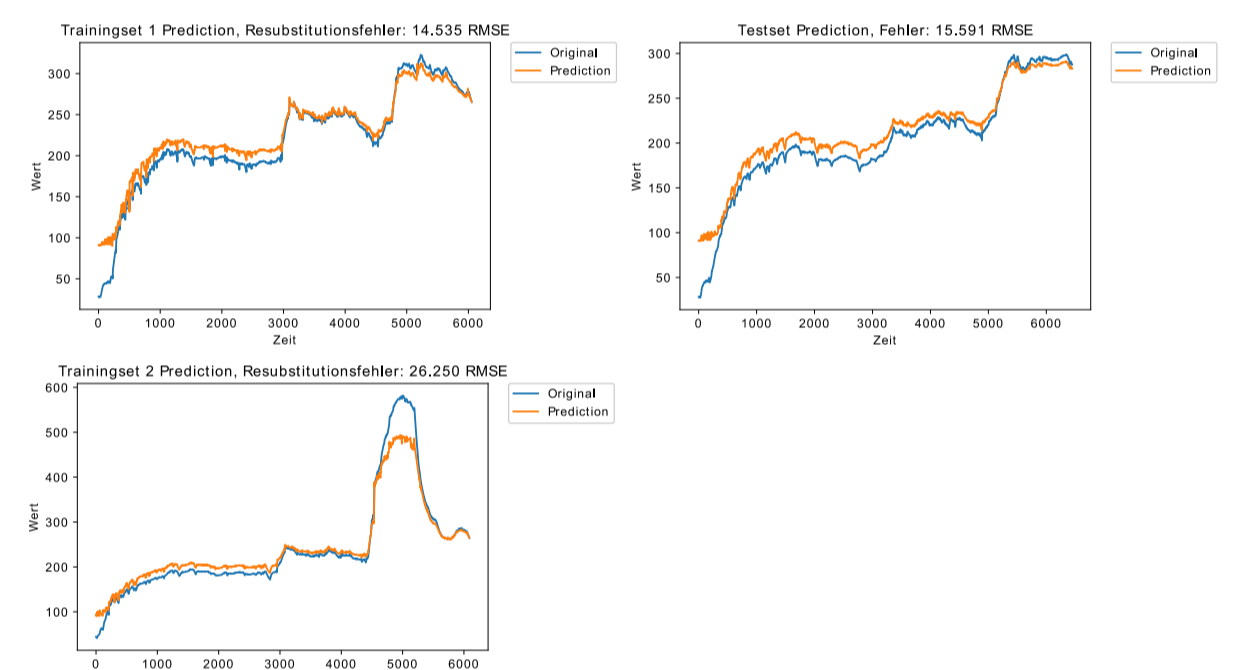 Trainingset 1 Prediction, Resubstitutionsfehler: 14.535 RMSE
Original
Prediction
Wert
300
250
200
150
100
50
0 1000 2000 3000 4000 5000 6000
Zeit
Testset Prediction, Fehler: 15.591 RMSE
Original
Prediction
Wert
300
250
200
150
100
50
0 1000 2000 3000 4000 5000 6000
Zeit
Trainingset 2 Prediction, Resubstitutionsfehler: 26.250 RMSE
Original
Prediction
Wert
600
500
400
300
200
100
0 1000 2000 3000 4000 5000 6000